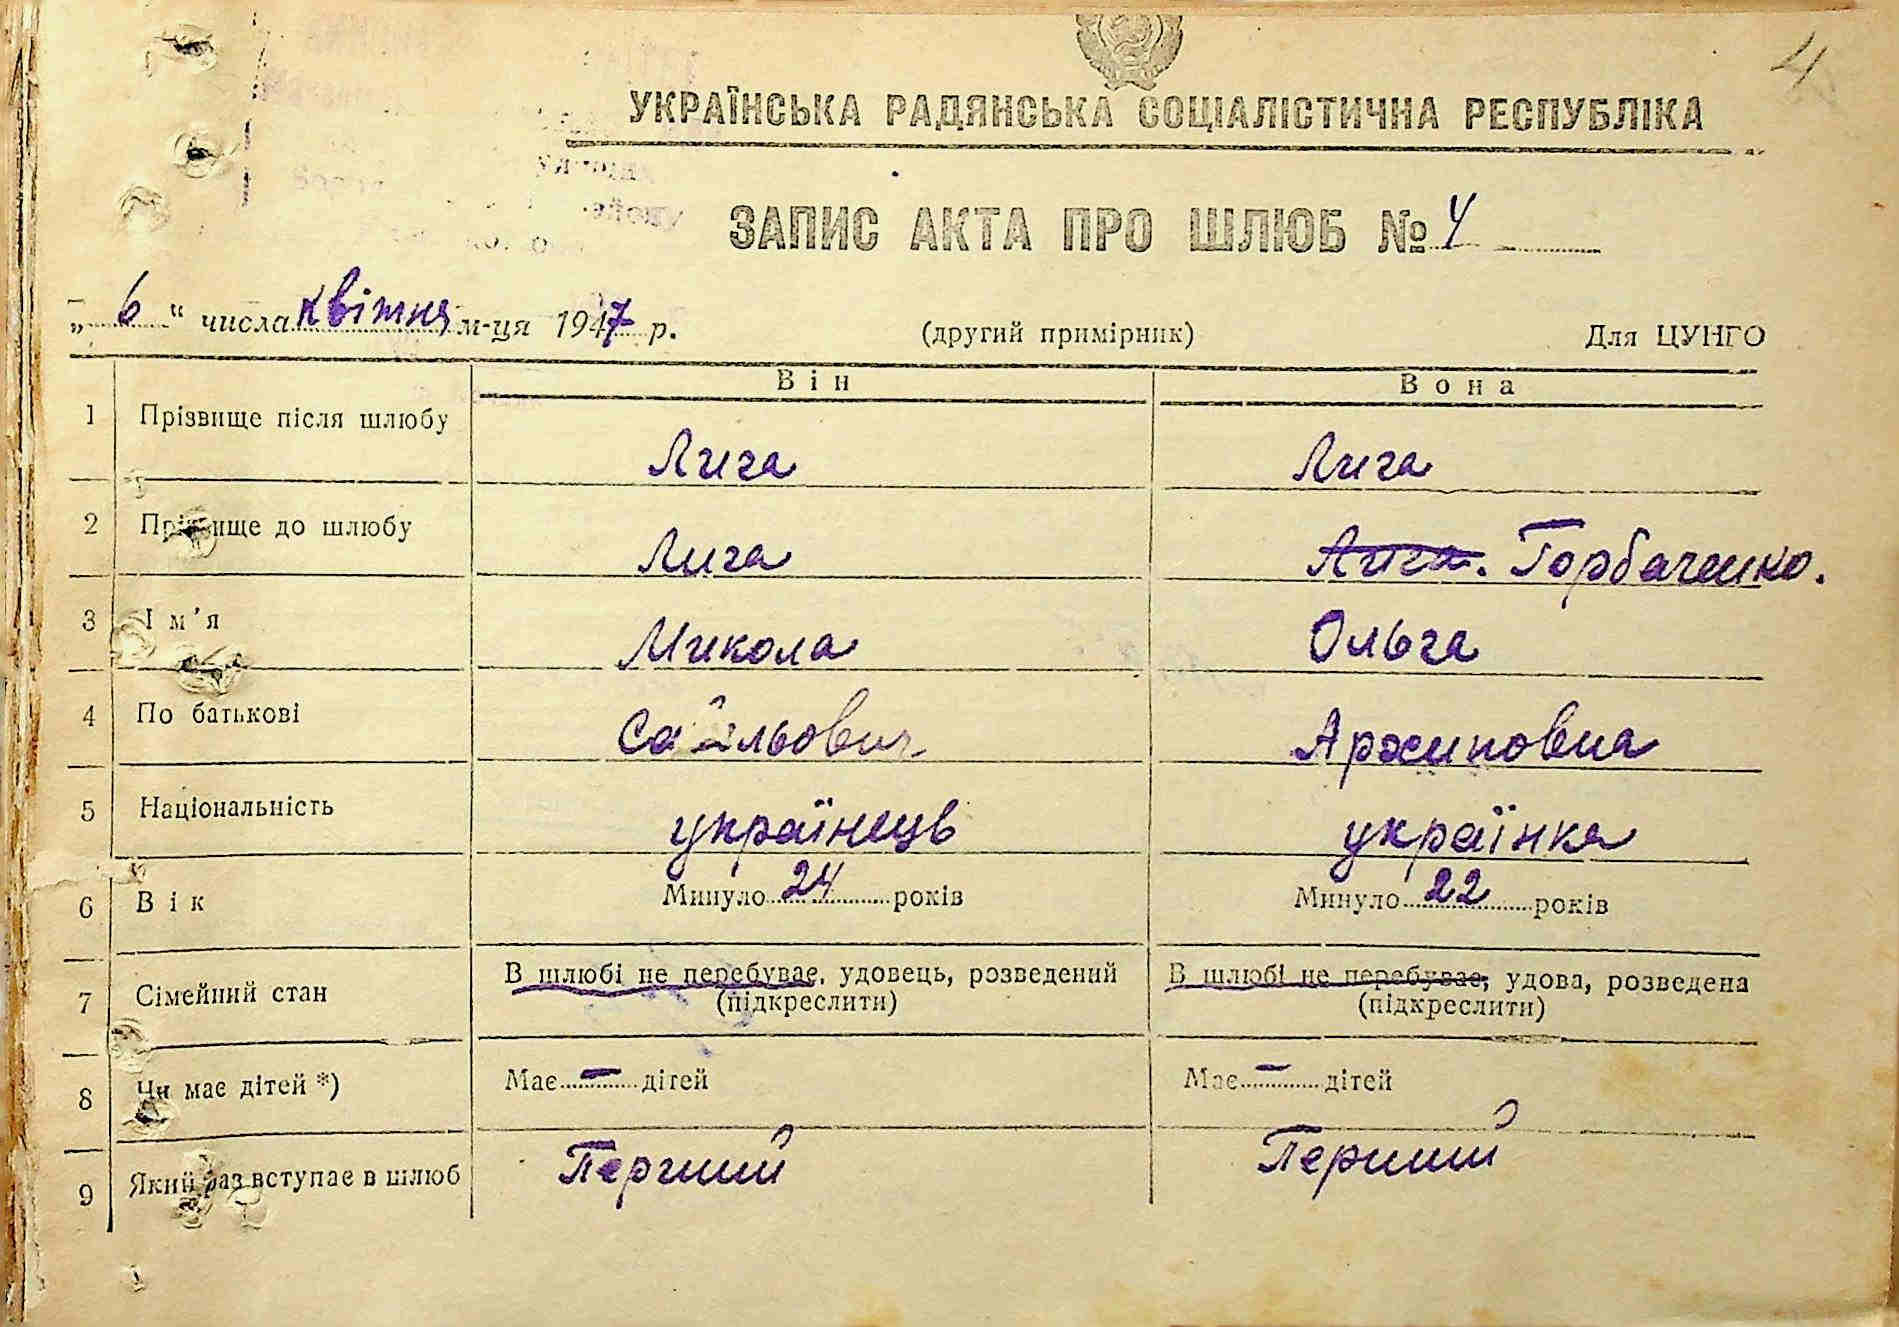 4
УКРАЇНСЬКА РАДЯНСЬКА СОЦІАЛІСТИЧНА РЕСПУБЛІКА
ЗАПИС АКТА ПРО ШЛЮБ № 4
„ 6 “ числа квітня м-ця 1947 р. (другий примірник) Для ЦУНГО
Він Вона
1 Прізвище після шлюбу Лига Лига
2 Прізвище до шлюбу Лига Лига. Горбаченко.
3 Ім’я Микола Ольга
4 По батькові Архиповна
5 Національність українець українка
6 Вік Минуло 24 років Минуло 22 років
7 Сімейний стан В шлюбі не перебуває, удовець, розведений В шлюбі не перебуває, удова, розведена
(підкреслити) (підкреслити)
8 Чи має дітей *) Має — дітей Має — дітей
9 Який раз вступає в шлюб Перший Перший